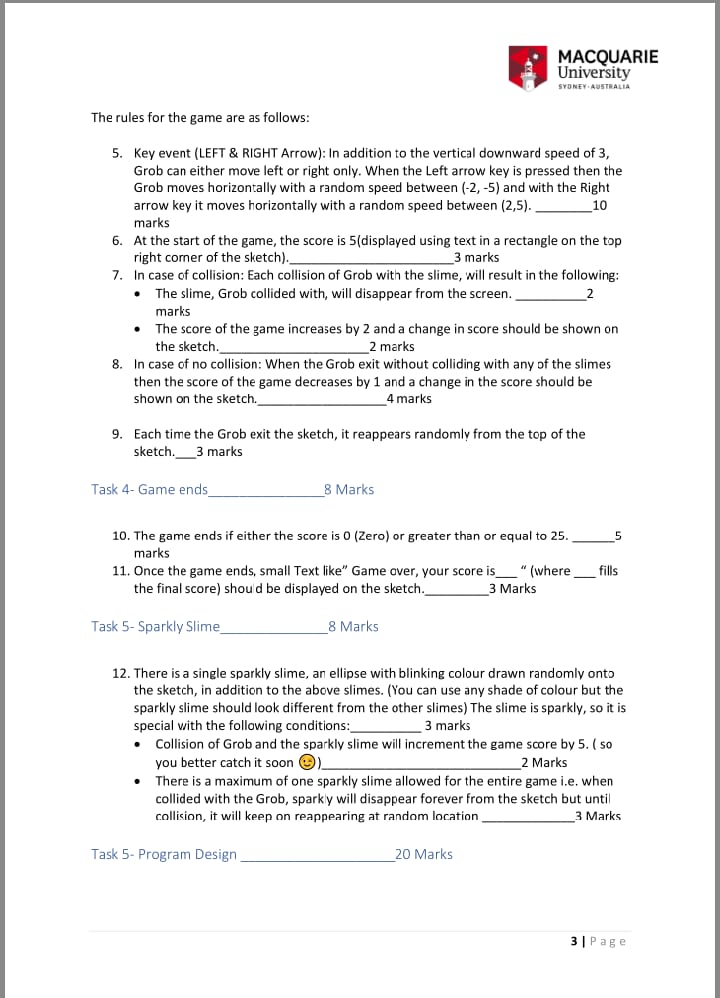 MACQUARIE
University
SYDNEY·AUSTRALIA
The rules for the game are as follows:
5. Key event (LEFT & RIGHT Arrow): In addition to the vertical downward speed of 3,
Grob can either move left or right only. When the Left arrow key is pressed then the
Grob moves horizontally with a random speed between (-2, -5) and with the Right
arrow key it moves horizontally with a random speed between (2,5). ________10
marks
6. At the start of the game, the score is 5(displayed using text in a rectangle on the top
right corner of the sketch).______________________3 marks
7. In case of collision: Each collision of Grob with the slime, will result in the following:
• The slime, Grob collided with, will disappear from the screen. __________2
marks
• The score of the game increases by 2 and a change in score should be shown on
the sketch.____________________2 marks
8. In case of no collision: When the Grob exit without colliding with any of the slimes
then the score of the game decreases by 1 and a change in the score should be
shown on the sketch._________________4 marks
9. Each time the Grob exit the sketch, it reappears randomly from the top of the
sketch.___3 marks
Task 4- Game ends_______________8 Marks
10. The game ends if either the score is 0 (Zero) or greater than or equal to 25. ______5
marks
11. Once the game ends, small Text like” Game over, your score is___ “ (where ___ fills
the final score) should be displayed on the sketch.________3 Marks
Task 5- Sparkly Slime______________8 Marks
12. There is a single sparkly slime, an ellipse with blinking colour drawn randomly onto
the sketch, in addition to the above slimes. (You can use any shade of colour but the
sparkly slime should look different from the other slimes) The slime is sparkly, so it is
special with the following conditions:__________ 3 marks
• Collision of Grob and the sparkly slime will increment the game score by 5. ( so
you better catch it soon 😉)__________________________2 Marks
• There is a maximum of one sparkly slime allowed for the entire game i.e. when
collided with the Grob, sparkly will disappear forever from the sketch but until
collision, it will keep on reappearing at random location ____________3 Marks
Task 5- Program Design ____________________20 Marks
3 | Page